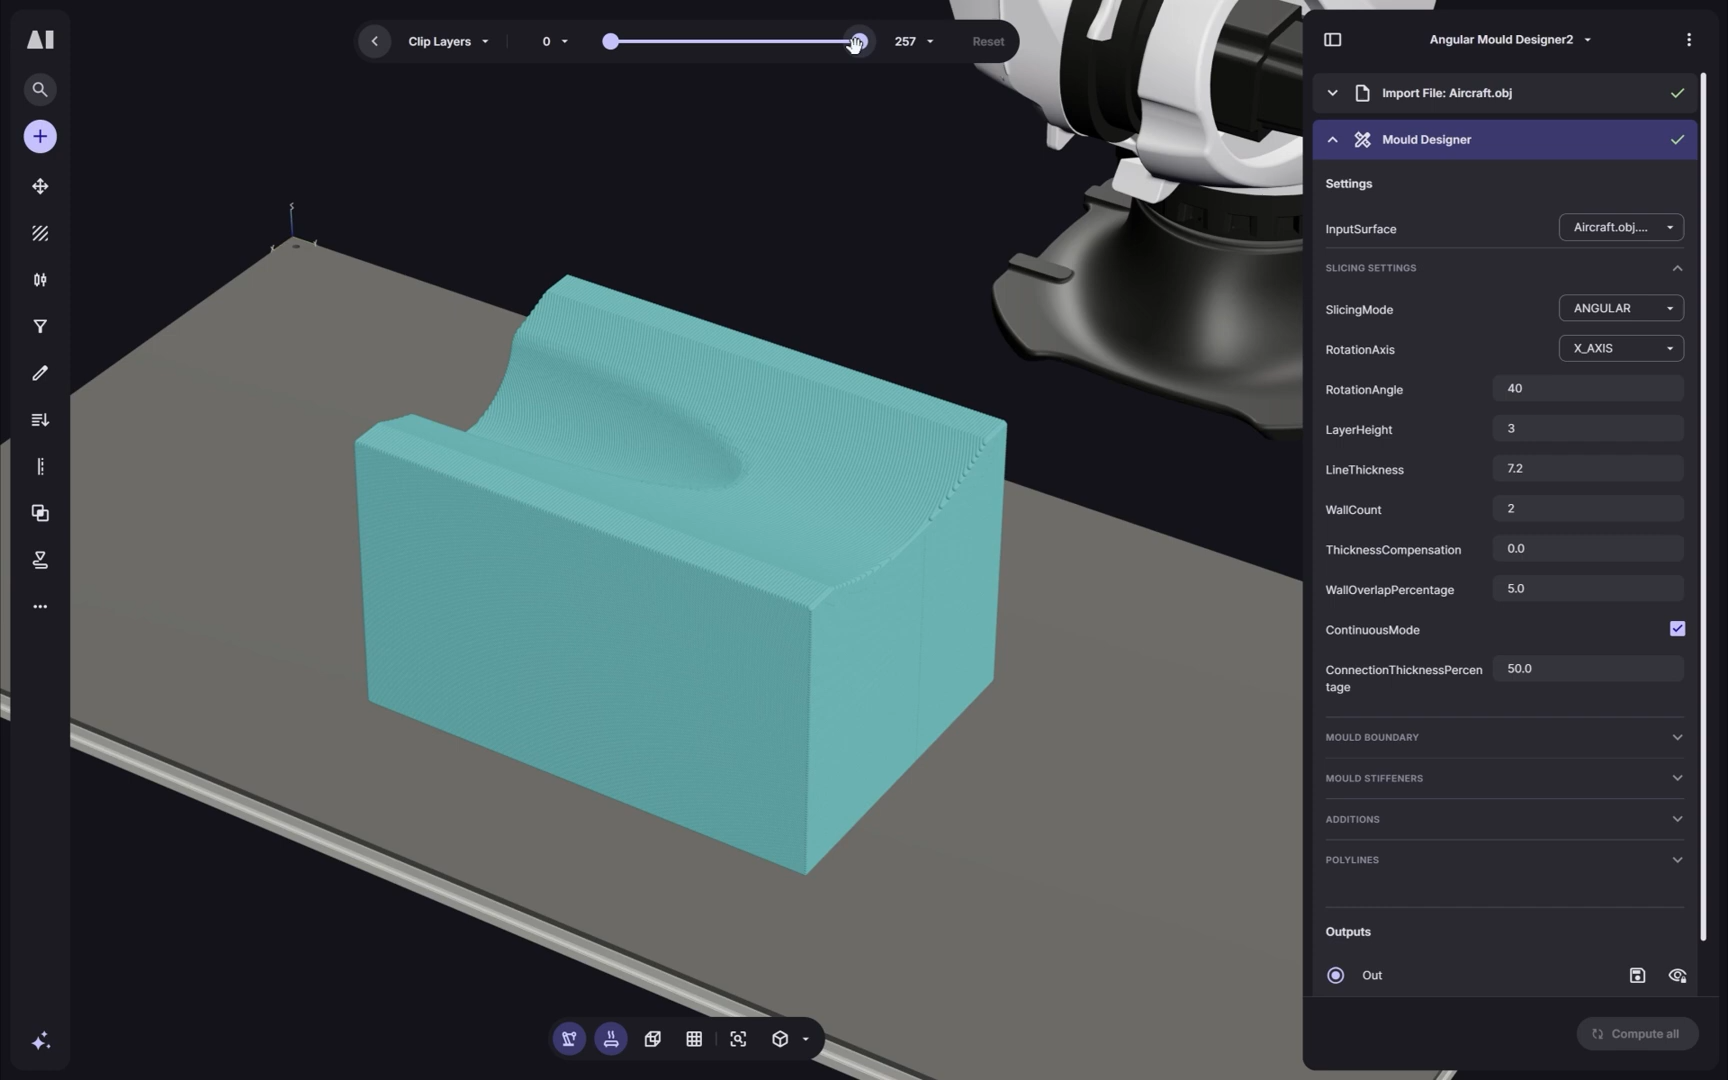 AI
Clip Layers
0
257
Reset
Angular Mould Designer2
Import File: Aircraft.obj
Mould Designer
Settings
InputSurface
Aircraft.obj....
SLICING SETTINGS
SlicingMode
ANGULAR
RotationAxis
X_AXIS
RotationAngle
40
LayerHeight
3
LineThickness
7.2
WallCount
2
ThicknessCompensation
0.0
WallOverlapPercentage
5.0
ContinuousMode
ConnectionThicknessPercen
tage
50.0
MOULD BOUNDARY
MOULD STIFFENERS
ADDITIONS
POLYLINES
Outputs
Out
Compute all